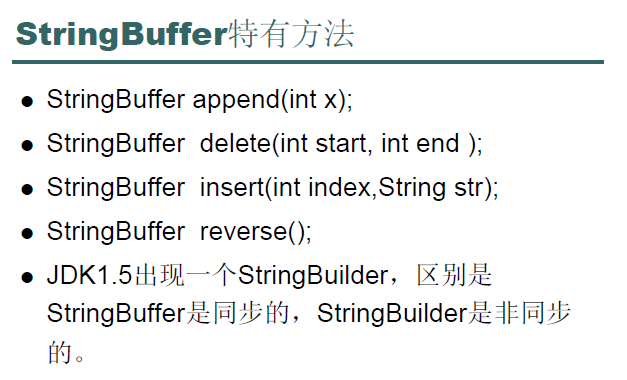 StringBuffer特有方法
● StringBuffer append(int x);
● StringBuffer  delete(int start, int end );
● StringBuffer  insert(int index,String str);
● StringBuffer  reverse();
● JDK1.5出现一个StringBuilder，区别是
StringBuffer是同步的，StringBuilder是非同步
的。